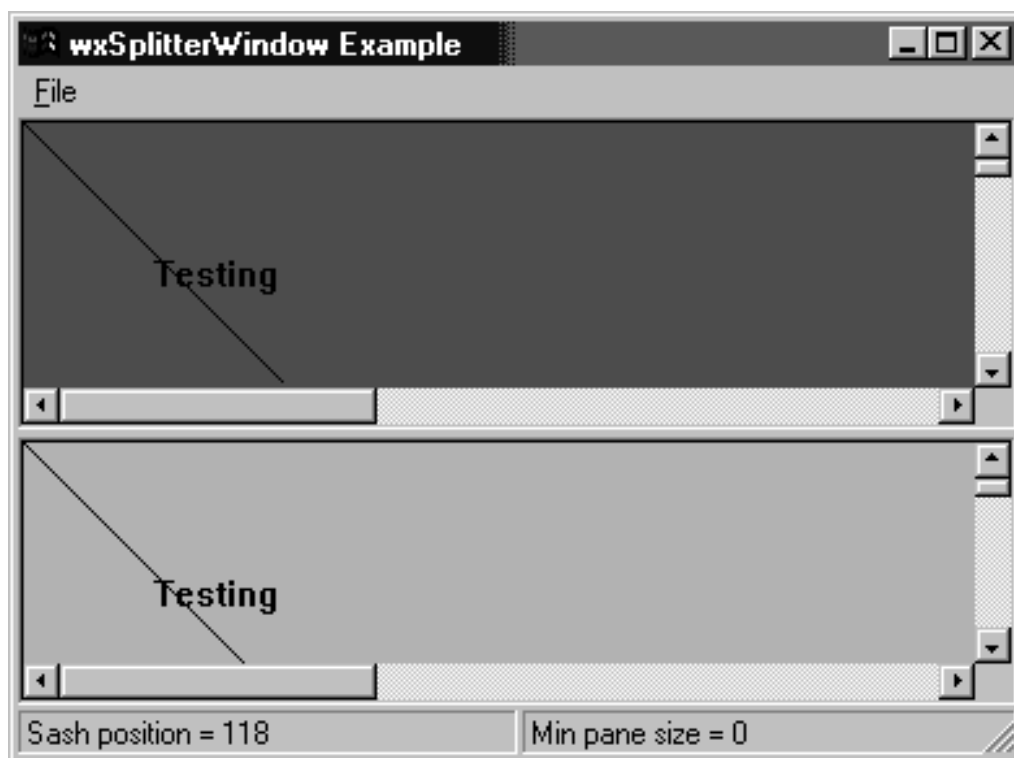 wxSplitterWindow Example
File
Testing
Testing
Sash position = 118
Min pane size = 0